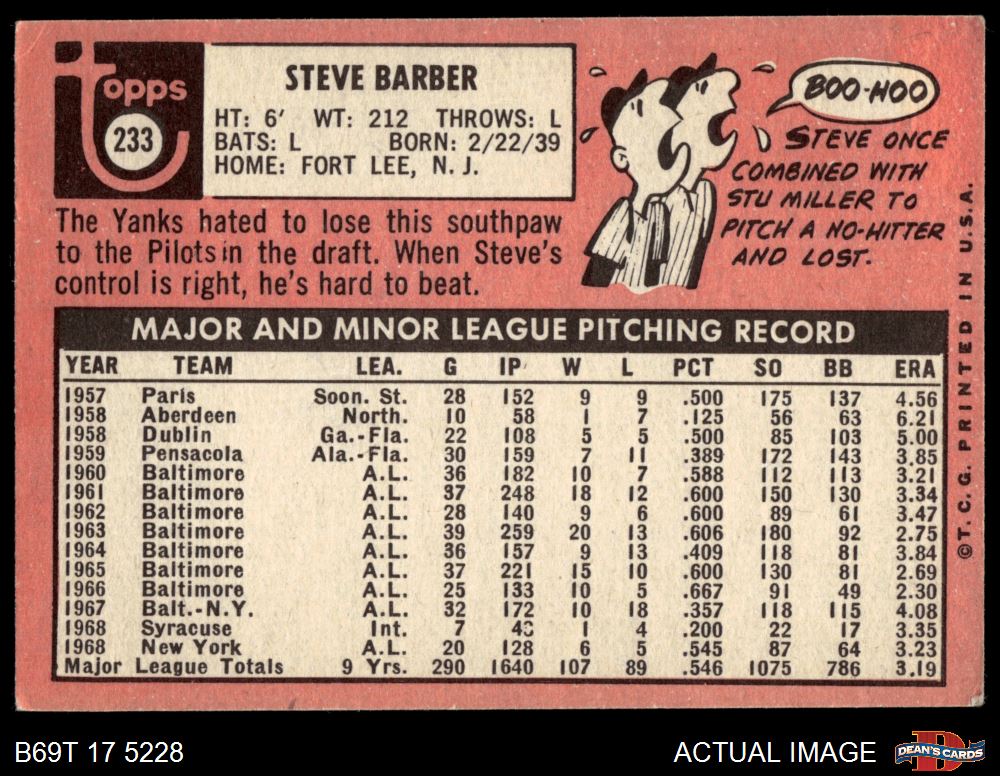 Topps
233
STEVE BARBER
HT: 6′ WT: 212 THROWS: L
BATS: L BORN: 2/22/39
HOME: FORT LEE, N. J.
The Yanks hated to lose this southpaw
to the Pilots in the draft. When Steve's
control is right, he's hard to beat.
BOO-HOO
STEVE ONCE
COMBINED WITH
STU MILLER TO
PITCH A NO-HITTER
AND LOST.
MAJOR AND MINOR LEAGUE PITCHING RECORD
YEAR TEAM LEA. G IP W L PCT SO BB ERA
1957 Paris Soon. St. 28 152 9 9 .500 175 137 4.56
1958 Aberdeen North. 10 58 1 7 .125 56 63 6.21
1958 Dublin Ga.-Fla. 22 108 5 5 .500 85 103 5.00
1959 Pensacola Ala.-Fla. 30 159 7 11 .389 172 143 3.85
1960 Baltimore A.L. 36 182 10 7 .588 112 113 3.21
1961 Baltimore A.L. 37 248 18 12 .600 150 130 3.34
1962 Baltimore A.L. 28 140 9 6 .600 89 61 3.47
1963 Baltimore A.L. 39 259 20 13 .606 180 92 2.75
1964 Baltimore A.L. 36 157 9 13 .409 118 81 3.84
1965 Baltimore A.L. 37 221 15 10 .600 130 81 2.69
1966 Baltimore A.L. 25 133 10 5 .667 91 49 2.30
1967 Balt.-N.Y. A.L. 32 172 10 18 .357 118 115 4.08
1968 Syracuse Int. 7 1 4 .200 22 17 3.35
1968 New York A.L. 20 128 6 5 .545 87 64 3.23
Major League Totals 9 Yrs. 290 1640 107 89 .546 1075 786 3.19
©T. C. G. PRINTED IN U.S.A.
B69T 17 5228
ACTUAL IMAGE
D
DEAN'S CARDS